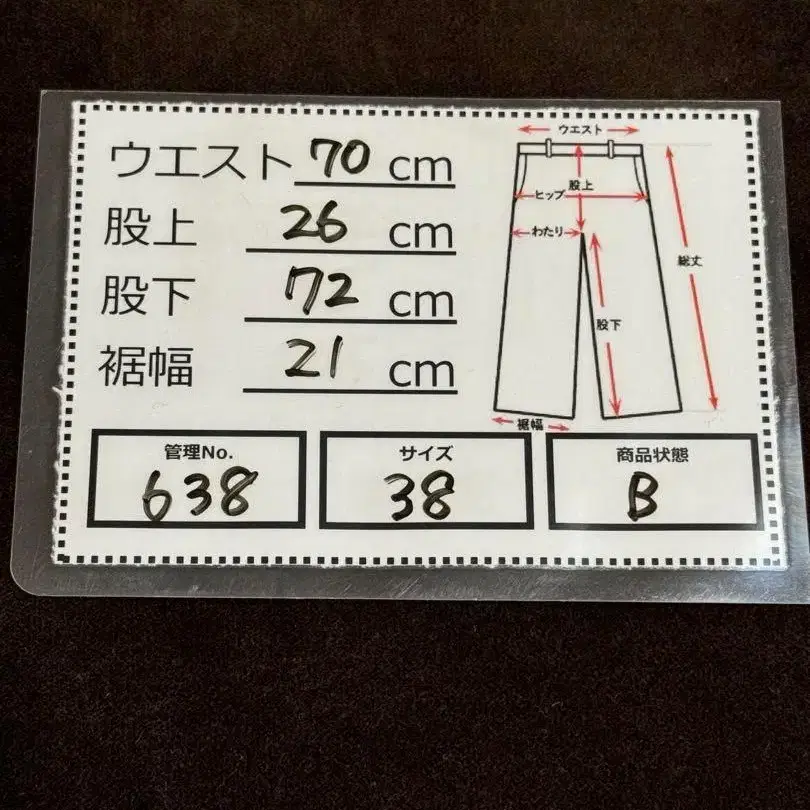 ウエスト 70 cm
股上 26 cm
股下 72 cm
裾幅 21 cm
ウエスト
股上
ヒップ
わたり
総丈
股下
裾幅
管理No. サイズ 商品状態
638 38 B